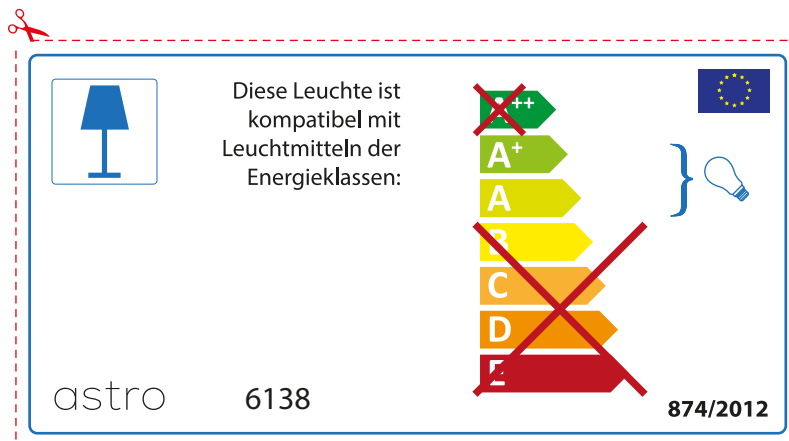 Diese Leuchte ist
kompatibel mit
Leuchtmitteln der
Energieklassen:
A++
A+
A
B
C
D
E
astro
6138
874/2012